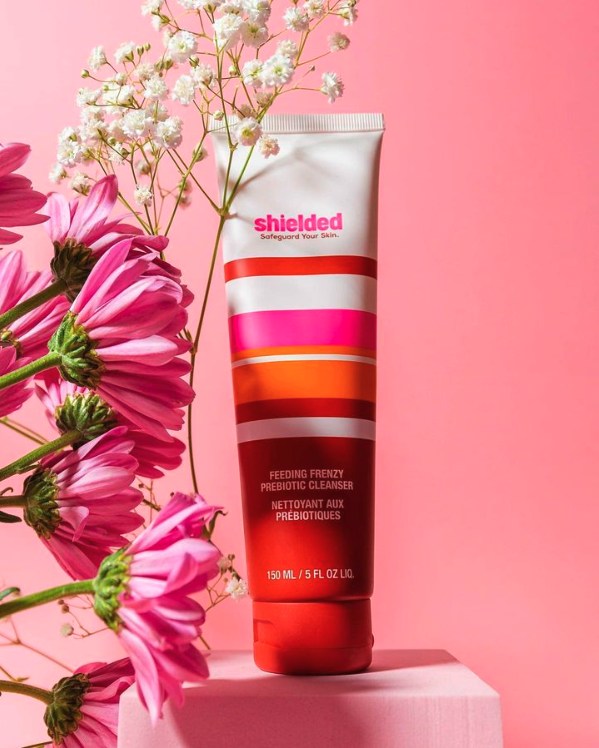 shielded
Safeguard Your Skin.
FEEDING FRENZY
PREBIOTIC CLEANSER
NETTOYANT AUX
PRÉBIOTIQUES
150 ML / 5 FL OZ LIQ.